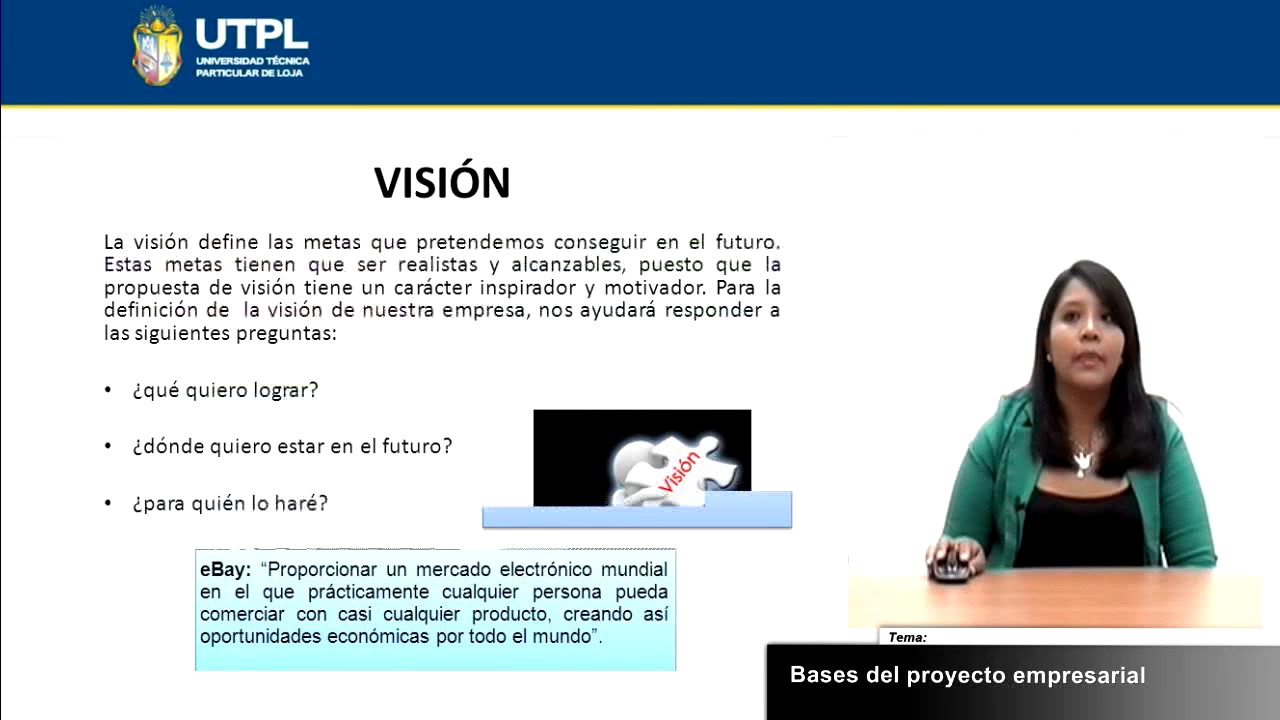 UTPL
UNIVERSIDAD TÉCNICA
PARTICULAR DE LOJA
VISIÓN
La visión define las metas que pretendemos conseguir en el futuro.
Estas metas tienen que ser realistas y alcanzables, puesto que la
propuesta de visión tiene un carácter inspirador y motivador. Para la
definición de la visión de nuestra empresa, nos ayudará responder a
las siguientes preguntas:
• ¿qué quiero lograr?
• ¿dónde quiero estar en el futuro?
• ¿para quién lo haré?
Visión
eBay: “Proporcionar un mercado electrónico mundial
en el que prácticamente cualquier persona pueda
comerciar con casi cualquier producto, creando así
oportunidades económicas por todo el mundo”.
Tema:
Bases del proyecto empresarial